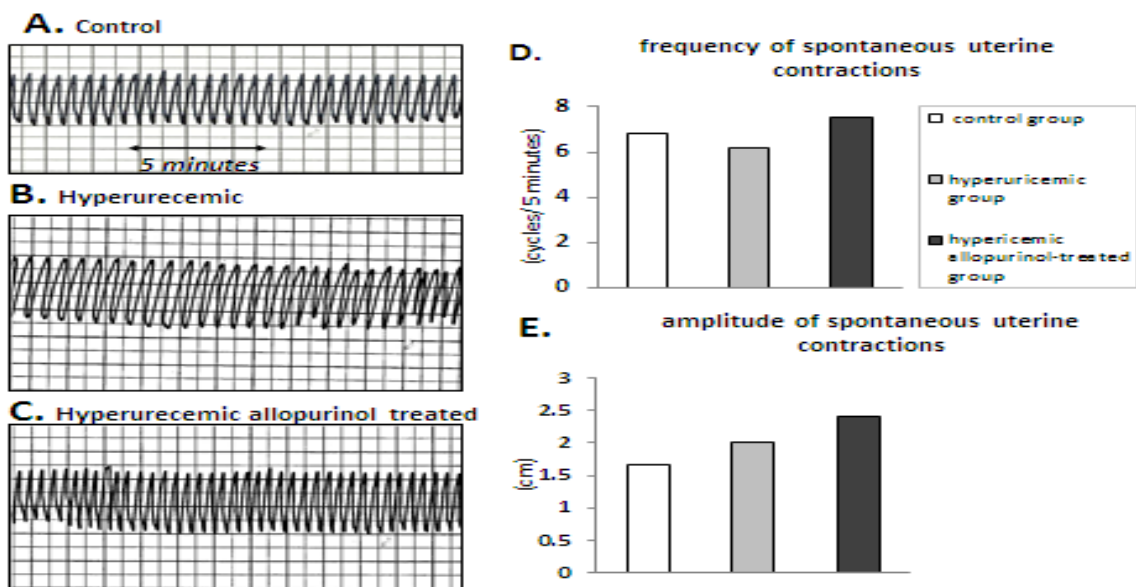 A. Control
5 minutes
B. Hyperurecemic
C. Hyperurecemic allopurinol treated
D. frequency of spontaneous uterine
contractions
(cycles/5 minutes)
8
6
4
2
0
control group
hyperuricemic
group
hypericemic
allopurinol-treated
group
E. amplitude of spontaneous uterine
contractions
(cm)
3
2.5
2
1.5
1
0.5
0